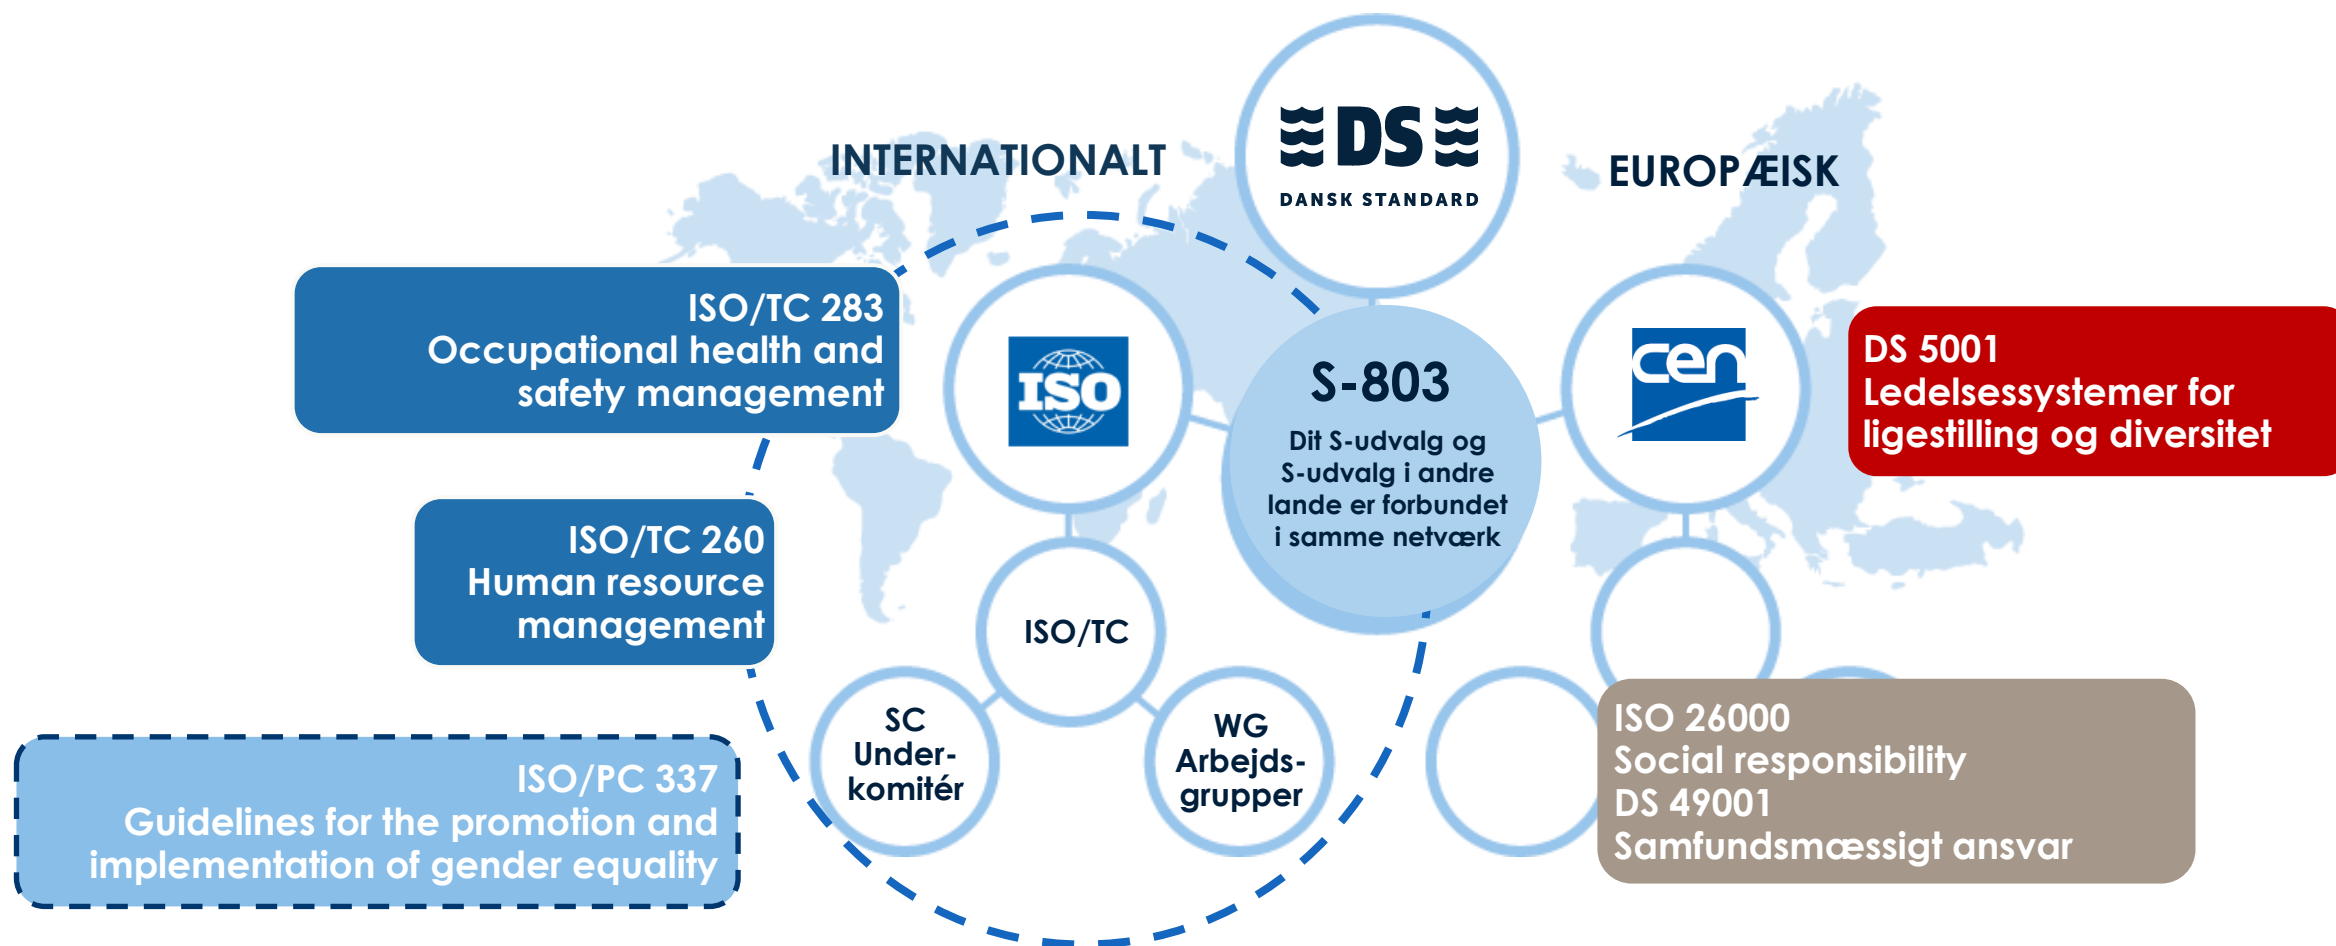 DS
DANSK STANDARD
INTERNATIONALT
EUROPÆISK
ISO/TC 283
Occupational health and
safety management
ISO
S-803
Dit S-udvalg og
S-udvalg i andre
lande er forbundet
i samme netværk
cen
DS 5001
Ledelsessystemer for
ligestilling og diversitet
ISO/TC 260
Human resource
management
ISO/TC
SC
Under-
komitér
WG
Arbejds-
grupper
ISO/PC 337
Guidelines for the promotion and
implementation of gender equality
ISO 26000
Social responsibility
DS 49001
Samfundsmæssigt ansvar